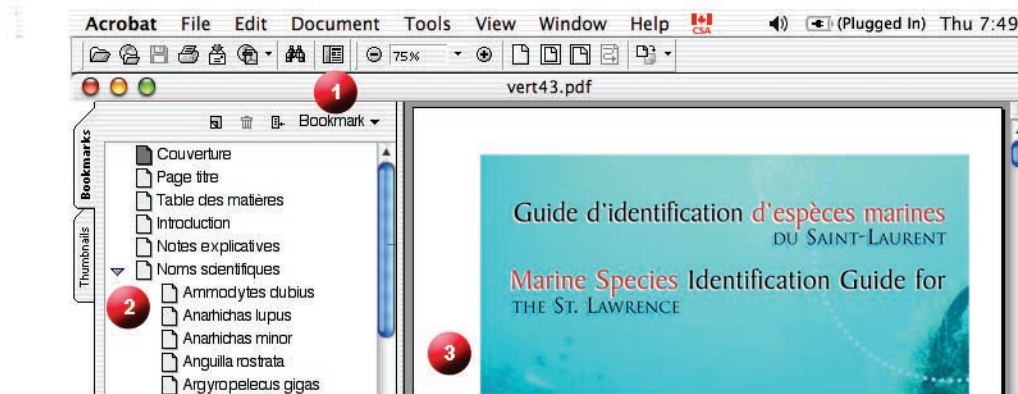 Acrobat File Edit Document Tools View Window Help CSA (Plugged In) Thu 7:49
75%
1
vert43.pdf
Bookmark
Bookmarks
Thumbnails
Couverture
Page titre
Table des matières
Introduction
Notes explicatives
Noms scientifiques
2
Ammodytes dubius
Anarhichas lupus
Anarhichas minor
Anguilla rostrata
Argyropelecus gigas
3
Guide d'identification d'espèces marines
DU SAINT-LAURENT
Marine Species Identification Guide for
THE ST. LAWRENCE